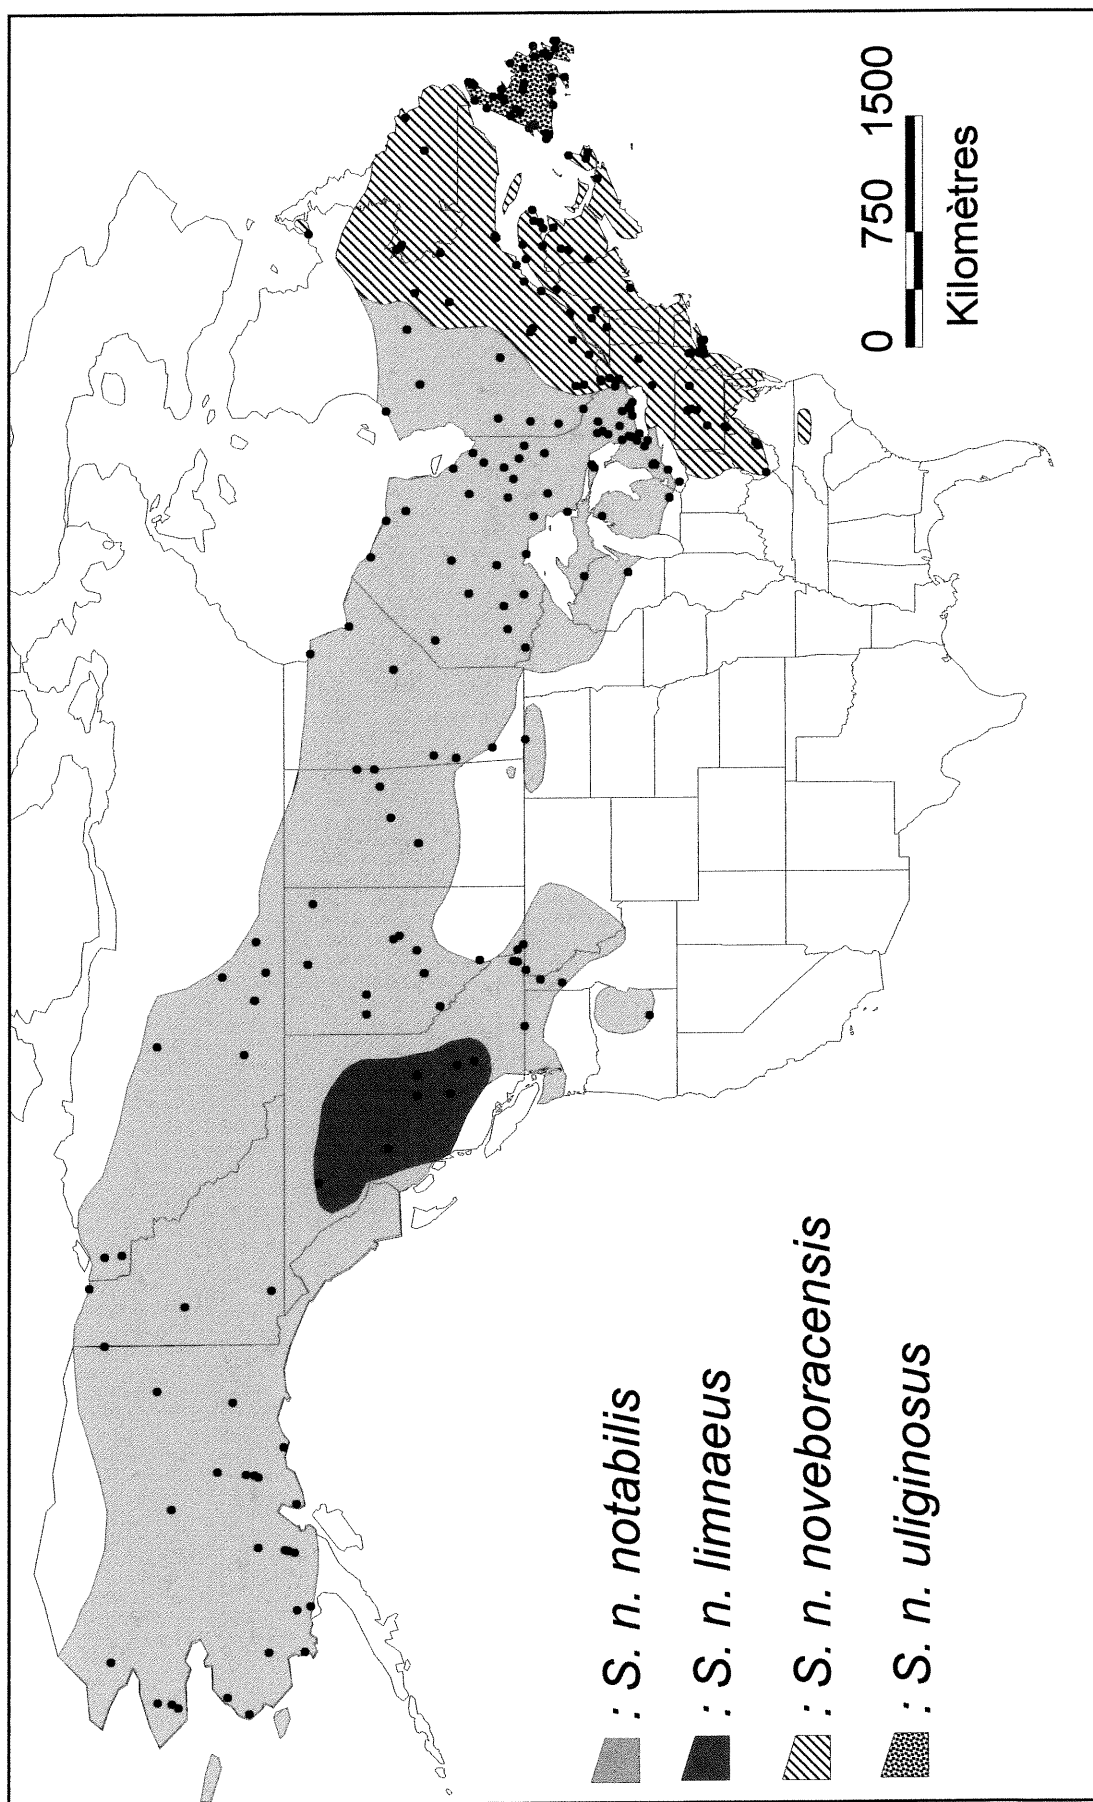 : S. n. notabilis
: S. n. limnaeus
: S. n. noveboracensis
: S. n. uliginosus
0 750 1500
Kilomètres